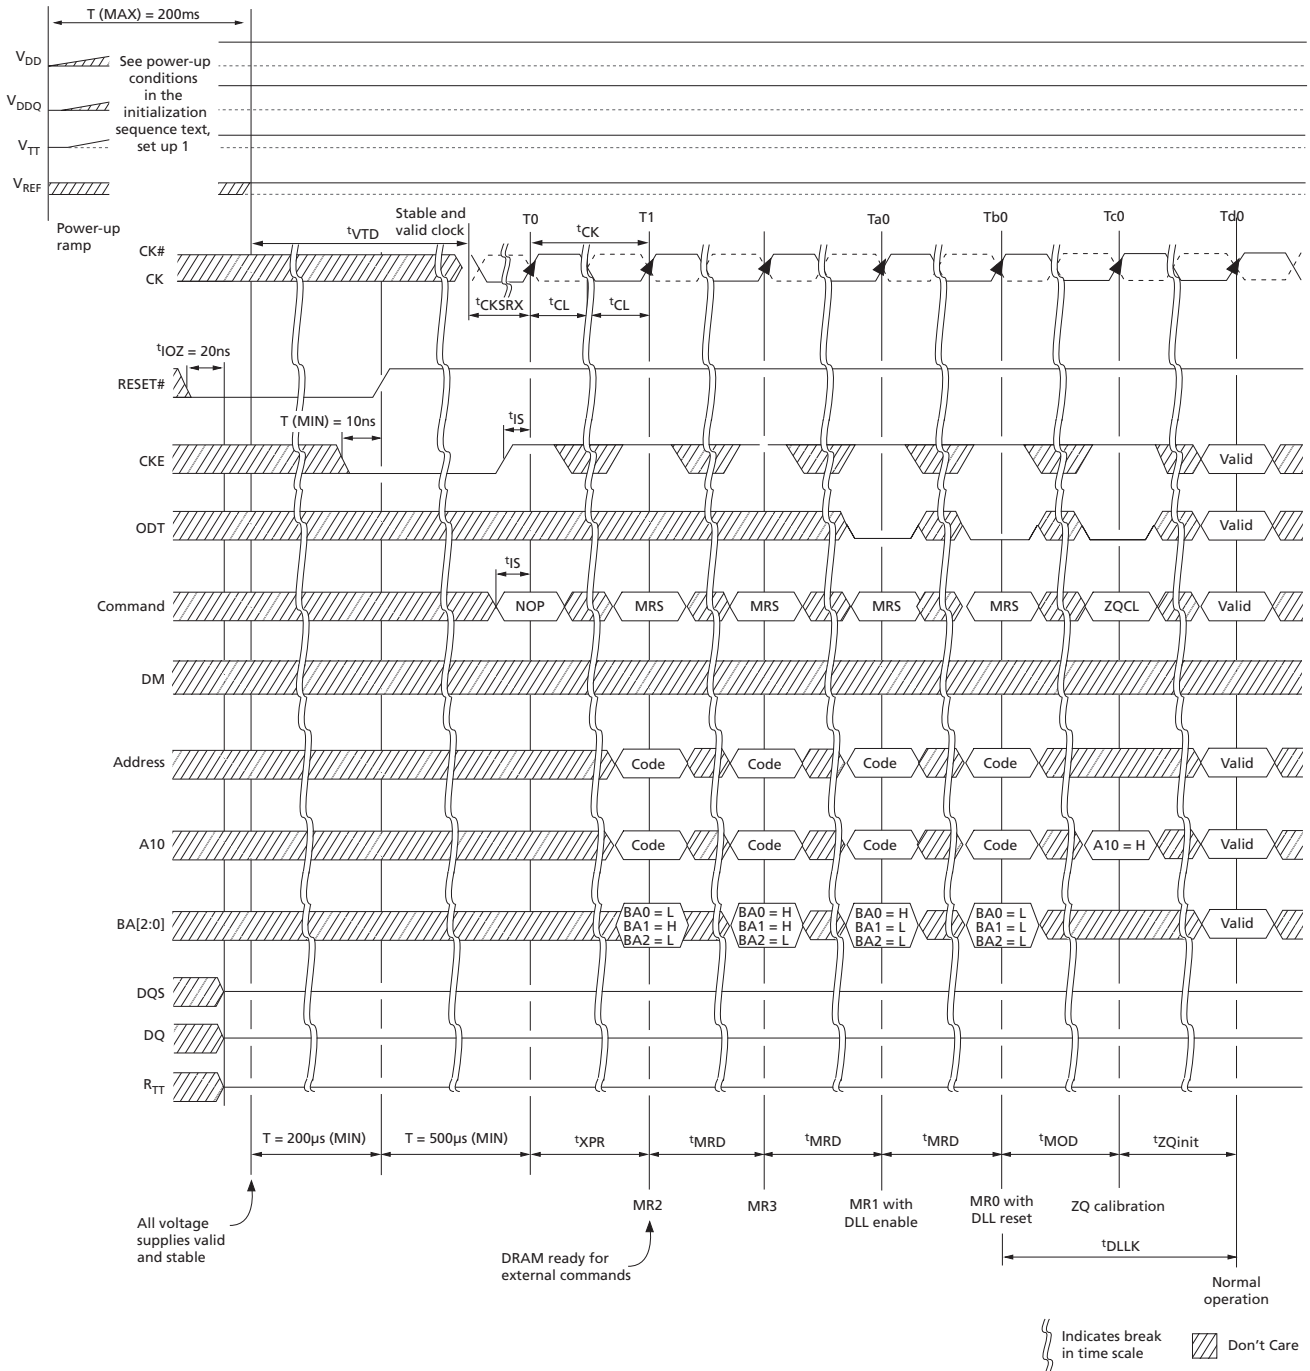 T (MAX) = 200ms
VDD
See power-up
conditions
in the
initialization
sequence text,
set up 1
VDDQ
VTT
VREF
Power-up
ramp
Stable and
valid clock
T0
T1
Ta0
Tb0
Tc0
Td0
tVTD
tCK
CK#
CK
tCKSRX
tCL
tCL
tIOZ = 20ns
RESET#
T (MIN) = 10ns
tIS
CKE
Valid
ODT
Valid
tIS
Command
NOP
MRS
MRS
MRS
MRS
ZQCL
Valid
DM
Address
Code
Code
Code
Code
Valid
A10
Code
Code
Code
Code
A10 = H
Valid
BA[2:0]
BA0 = L
BA1 = H
BA2 = L
BA0 = H
BA1 = H
BA2 = L
BA0 = H
BA1 = L
BA2 = L
BA0 = L
BA1 = L
BA2 = L
Valid
DQS
DQ
RTT
T = 200µs (MIN)
T = 500µs (MIN)
tXPR
tMRD
tMRD
tMRD
tMOD
tZQinit
MR2
MR3
MR1 with
DLL enable
MR0 with
DLL reset
ZQ calibration
All voltage
supplies valid
and stable
DRAM ready for
external commands
tDLLK
Normal
operation
Indicates break
in time scale
Don't Care